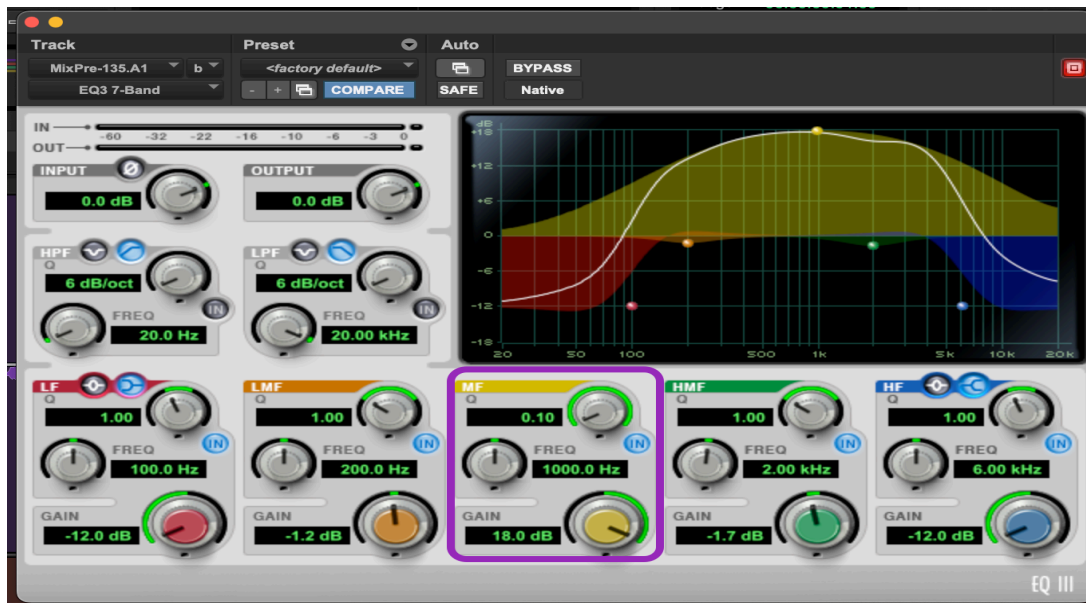 Track Preset Auto
MixPre-135.A1 b <factory default> BYPASS
EQ3 7-Band - + COMPARE SAFE Native
IN -60 -32 -22 -16 -10 -6 -3 0
OUT
INPUT Ø OUTPUT
0.0 dB 0.0 dB
HPF LPF
Q Q
6 dB/oct 6 dB/oct
IN IN
FREQ FREQ
20.0 Hz 20.00 kHz
dB
+18
+12
+6
0
-6
-12
-18
20 50 100 500 1k 5k 10k 20k
LF LMF MF HMF HF
Q Q Q Q Q
1.00 1.00 0.10 1.00 1.00
IN IN IN IN IN
FREQ FREQ FREQ FREQ FREQ
100.0 Hz 200.0 Hz 1000.0 Hz 2.00 kHz 6.00 kHz
GAIN GAIN GAIN GAIN GAIN
-12.0 dB -1.2 dB 18.0 dB -1.7 dB -12.0 dB
EQ III